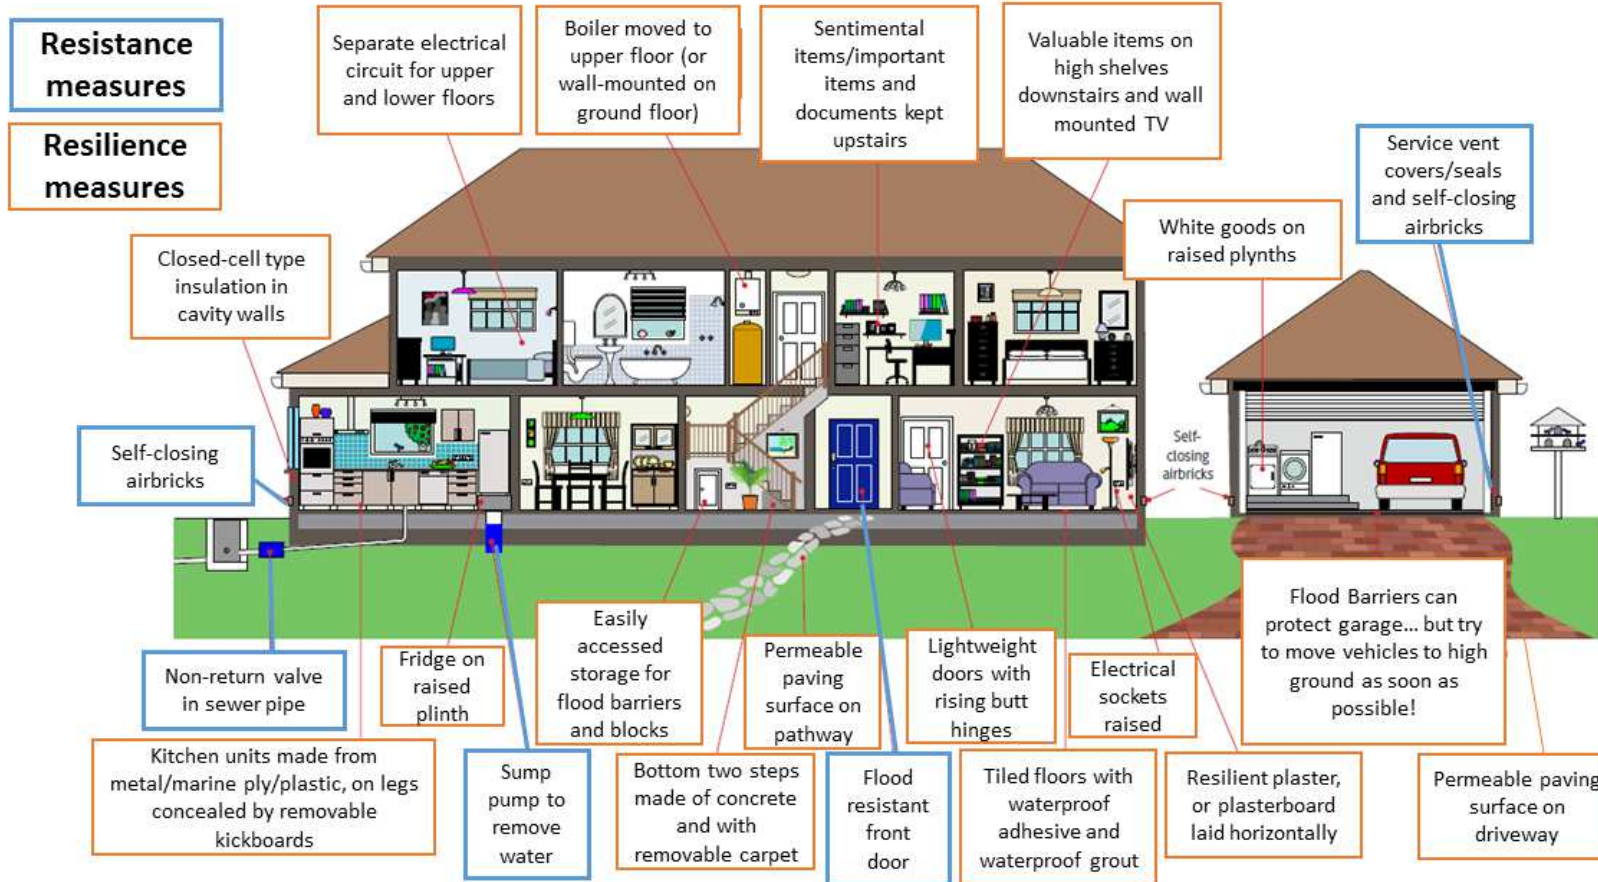 Resistance
measures
Resilience
measures
Separate electrical
circuit for upper
and lower floors
Boiler moved to
upper floor (or
wall-mounted on
ground floor)
Sentimental
items/important
items and
documents kept
upstairs
Valuable items on
high shelves
downstairs and wall
mounted TV
Service vent
covers/seals
and self-closing
airbricks
White goods on
raised plynths
Closed-cell type
insulation in
cavity walls
Self-closing
airbricks
Self-
closing
airbricks
Non-return valve
in sewer pipe
Fridge on
raised
plinth
Easily
accessed
storage for
flood barriers
and blocks
Permeable
paving
surface on
pathway
Lightweight
doors with
rising butt
hinges
Electrical
sockets
raised
Flood Barriers can
protect garage... but try
to move vehicles to high
ground as soon as
possible!
Kitchen units made from
metal/marine ply/plastic, on legs
concealed by removable
kickboards
Sump
pump to
remove
water
Bottom two steps
made of concrete
and with
removable carpet
Flood
resistant
front
door
Tiled floors with
waterproof
adhesive and
waterproof grout
Resilient plaster,
or plasterboard
laid horizontally
Permeable paving
surface on
driveway